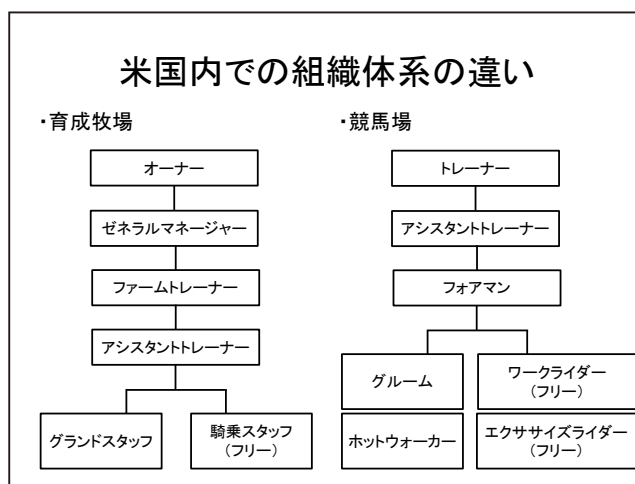 米国内での組織体系の違い
・育成牧場
オーナー
ゼネラルマネージャー
ファームトレーナー
アシスタントトレーナー
グランドスタッフ
騎乗スタッフ
(フリー)
・競馬場
トレーナー
アシスタントトレーナー
フォアマン
グルーム
ワークライダー
(フリー)
ホットウォーカー
エクササイズライダー
(フリー)